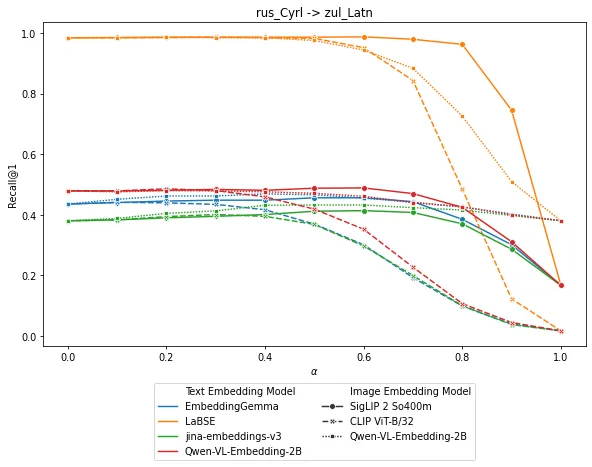 rus_Cyrl -> zul_Latn
Recall@1
1.0
0.8
0.6
0.4
0.2
0.0
0.0 0.2 0.4 0.6 0.8 1.0
α
Text Embedding Model
EmbeddingGemma
LaBSE
jina-embeddings-v3
Qwen-VL-Embedding-2B
Image Embedding Model
SigLIP 2 So400m
CLIP ViT-B/32
Qwen-VL-Embedding-2B